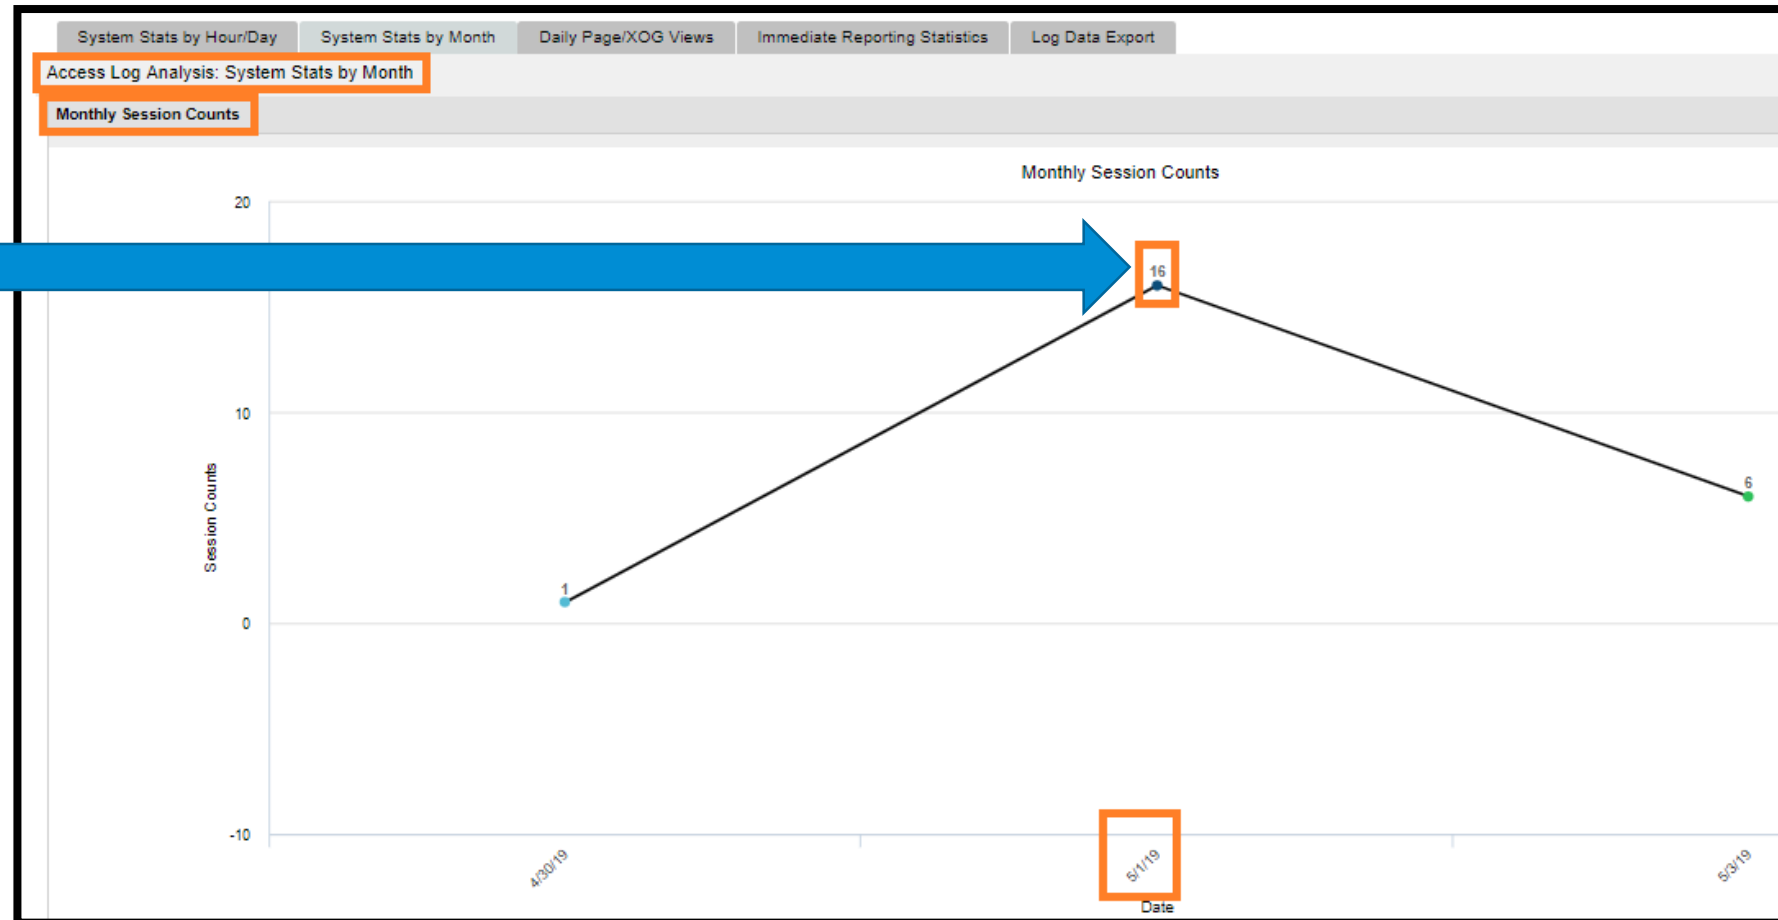 System Stats by Hour/Day System Stats by Month Daily Page/XOG Views Immediate Reporting Statistics Log Data Export
Access Log Analysis: System Stats by Month
Monthly Session Counts
Monthly Session Counts
20
16
10
6
Session Counts
1
0
-10
4/30/19 5/1/19 5/3/19
Date